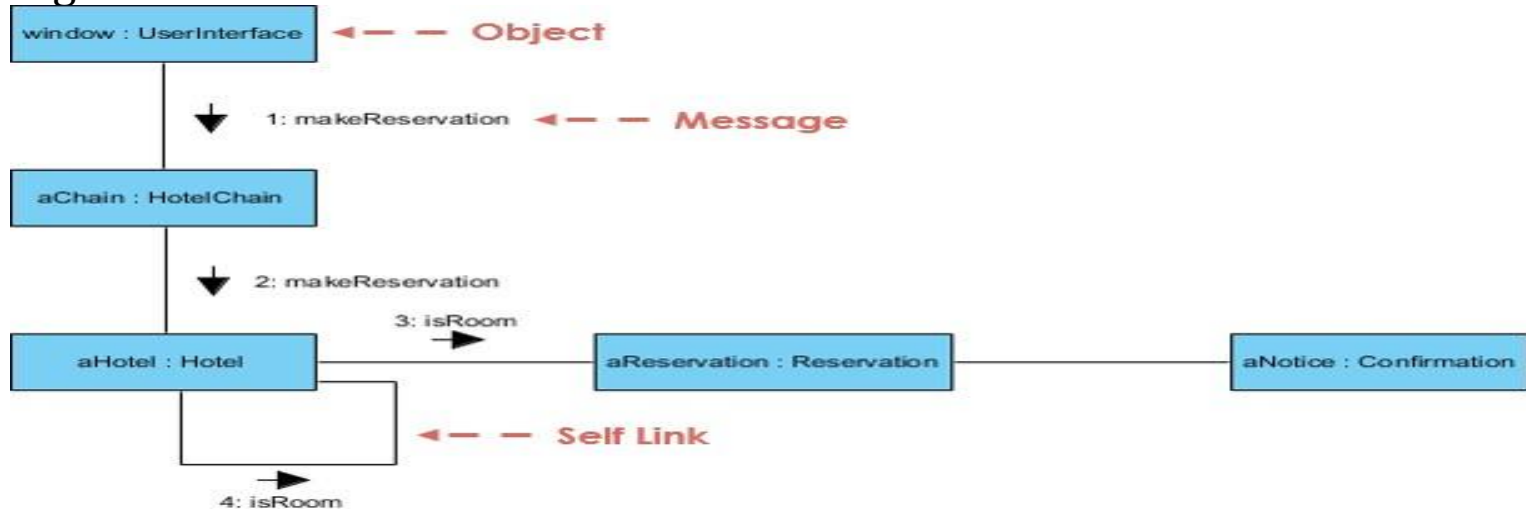 window : UserInterface
Object
1: makeReservation
Message
aChain : HotelChain
2: makeReservation
3: isRoom
aHotel : Hotel
aReservation : Reservation
aNotice : Confirmation
Self Link
4: isRoom